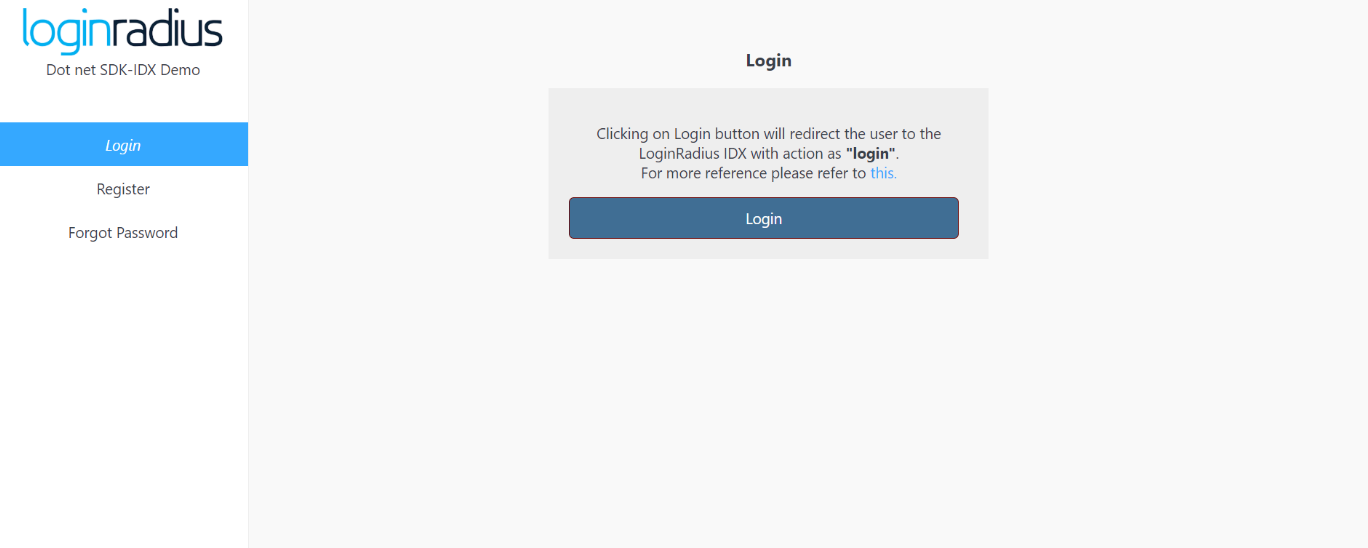 loginradius
Dot net SDK-IDX Demo
Login
Register
Forgot Password
Login
Clicking on Login button will redirect the user to the
LoginRadius IDX with action as "login".
For more reference please refer to this.
Login